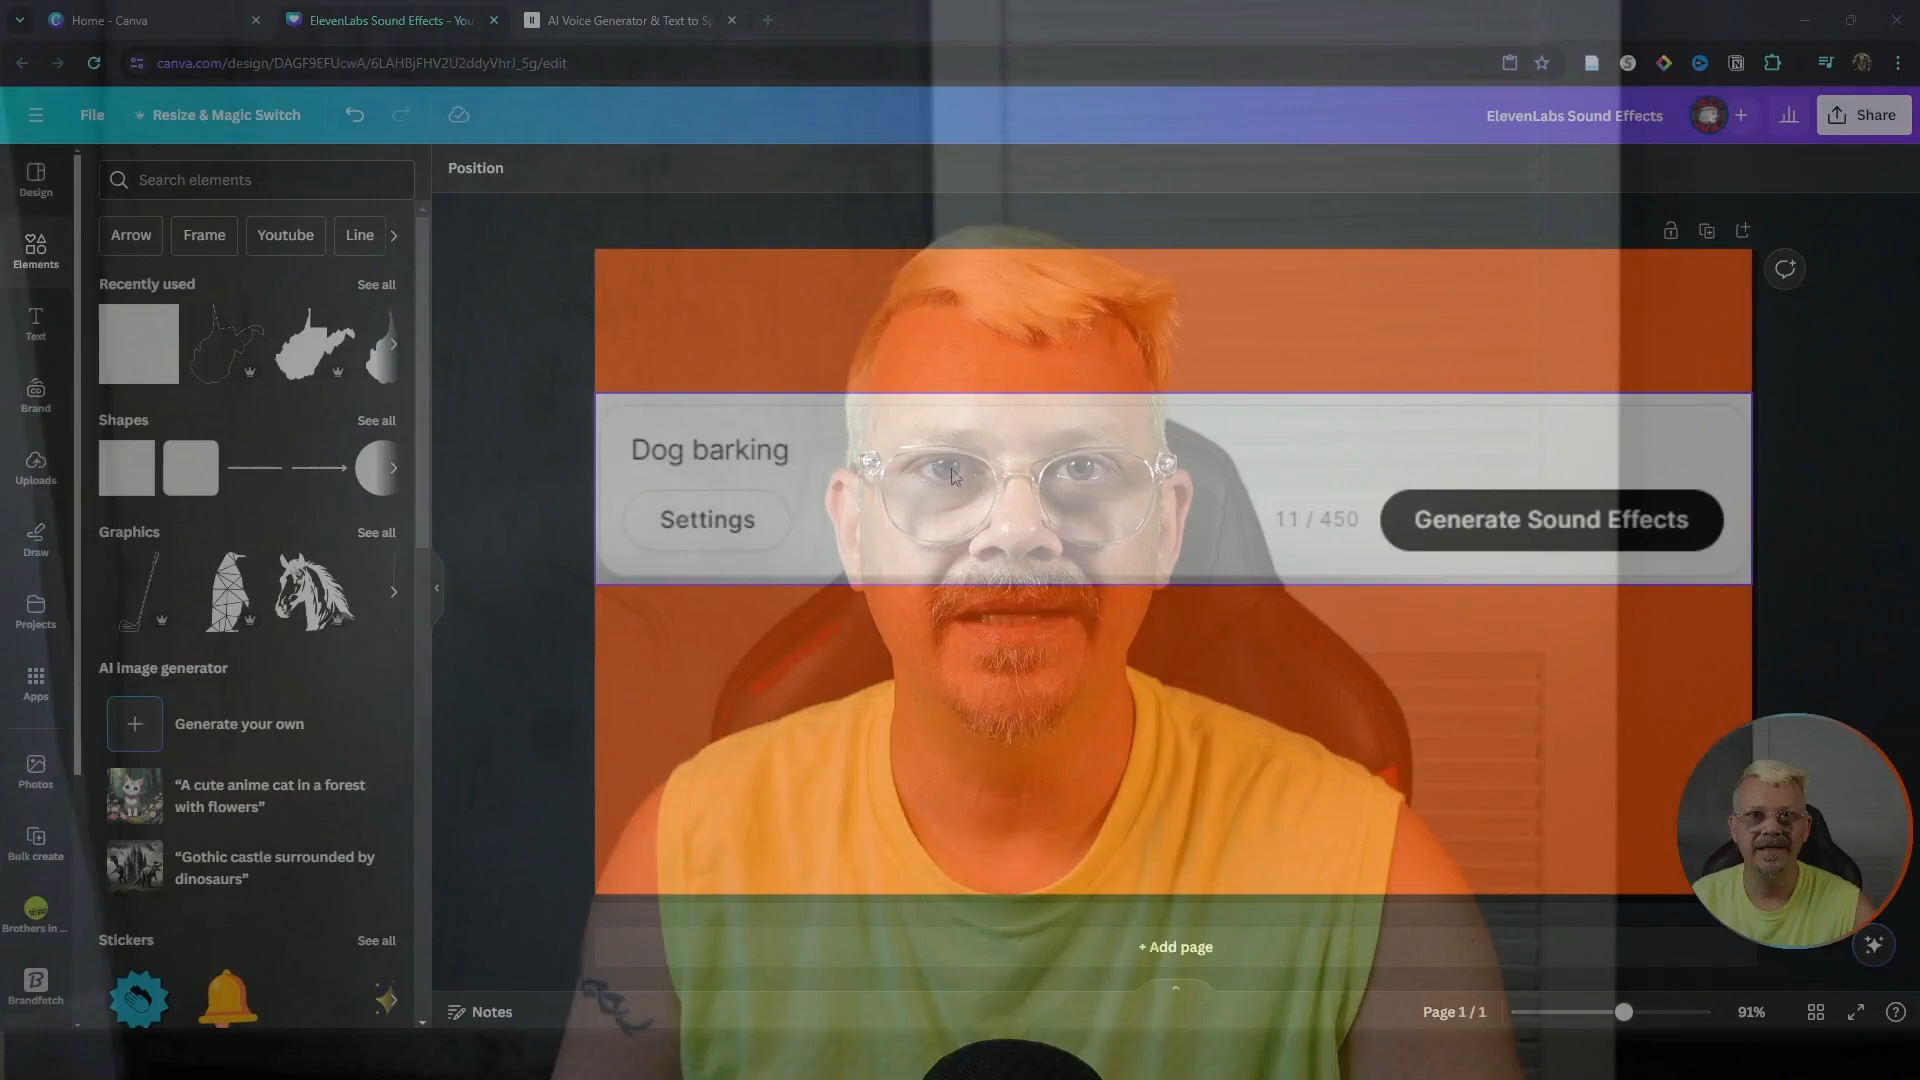 Home - Canva
ElevenLabs Sound Effects - You
AI Voice Generator & Text to Sp
canva.com/design/DAGF9EFUcwA/6LAHBjFHV2U2ddyVhrJ_5g/edit
File
Resize & Magic Switch
ElevenLabs Sound Effects
Share
Design
Elements
Text
Brand
Uploads
Draw
Projects
Apps
Photos
Bulk create
Brothers in ...
Brandfetch
Search elements
Arrow
Frame
Youtube
Line
Recently used
See all
Shapes
See all
Graphics
See all
AI image generator
Generate your own
“A cute anime cat in a forest
with flowers”
“Gothic castle surrounded by
dinosaurs”
Stickers
See all
Position
Dog barking
Settings
11 / 450
Generate Sound Effects
+ Add page
Notes
Page 1 / 1
91%